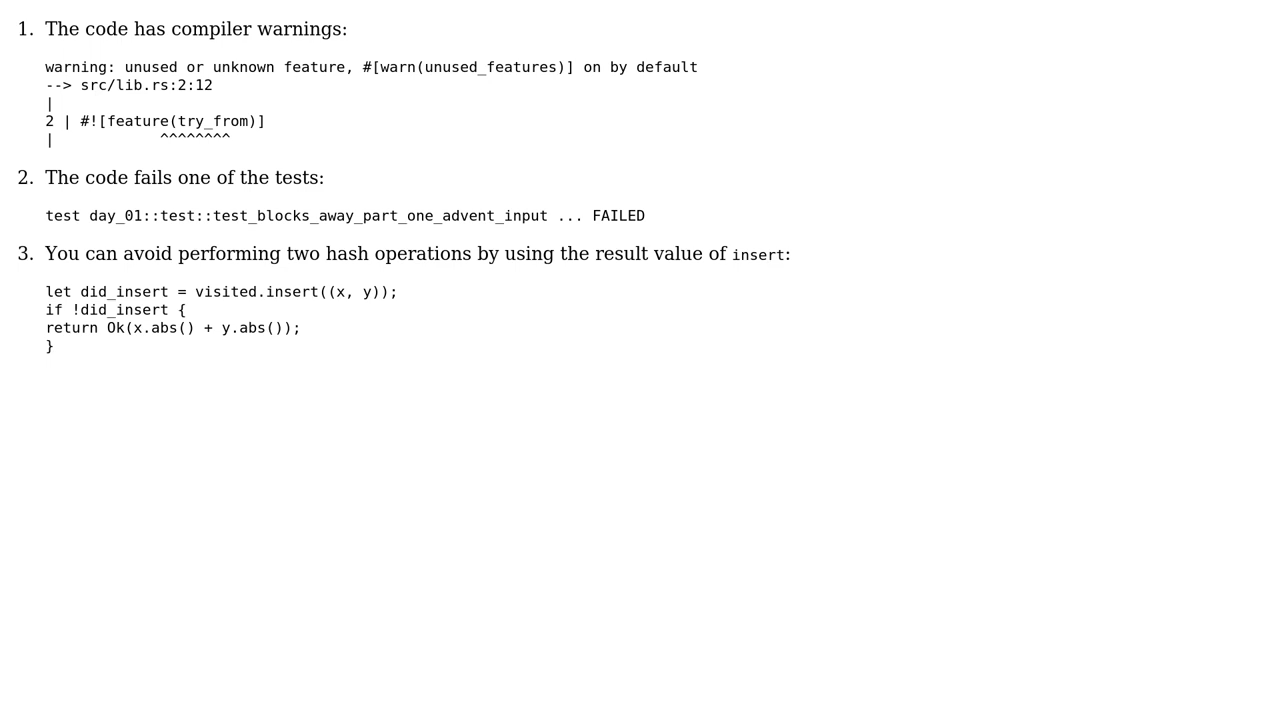 1. The code has compiler warnings:
warning: unused or unknown feature, #[warn(unused_features)] on by default
--> src/lib.rs:2:12
|
2 | #![feature(try_from)]
|            ^^^^^^^^
2. The code fails one of the tests:
test day_01::test::test_blocks_away_part_one_advent_input ... FAILED
3. You can avoid performing two hash operations by using the result value of insert:
let did_insert = visited.insert((x, y));
if !did_insert {
return Ok(x.abs() + y.abs());
}